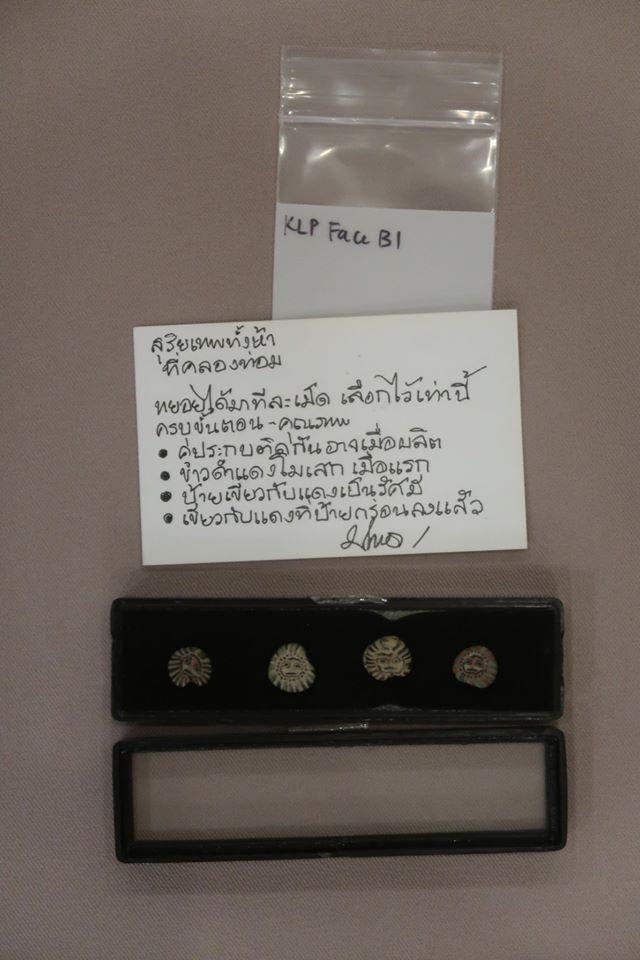 KLP Face B1
สุริยเทพทั้งห้า
ที่คลองท่อม
ทยอยได้มาทีละเม็ด เลือกไว้เท่านี้
ครบขั้นตอน - คุณภาพ
• คู่ประกบติดกันอาจเมื่อผลิต
• ขาวดำแดงโมเสก เมื่อแรก
• ป้ายเขียวกับแดงเป็นรัศมี
• เขียวกับแดงที่ป้ายกร่อนลงแล้ว